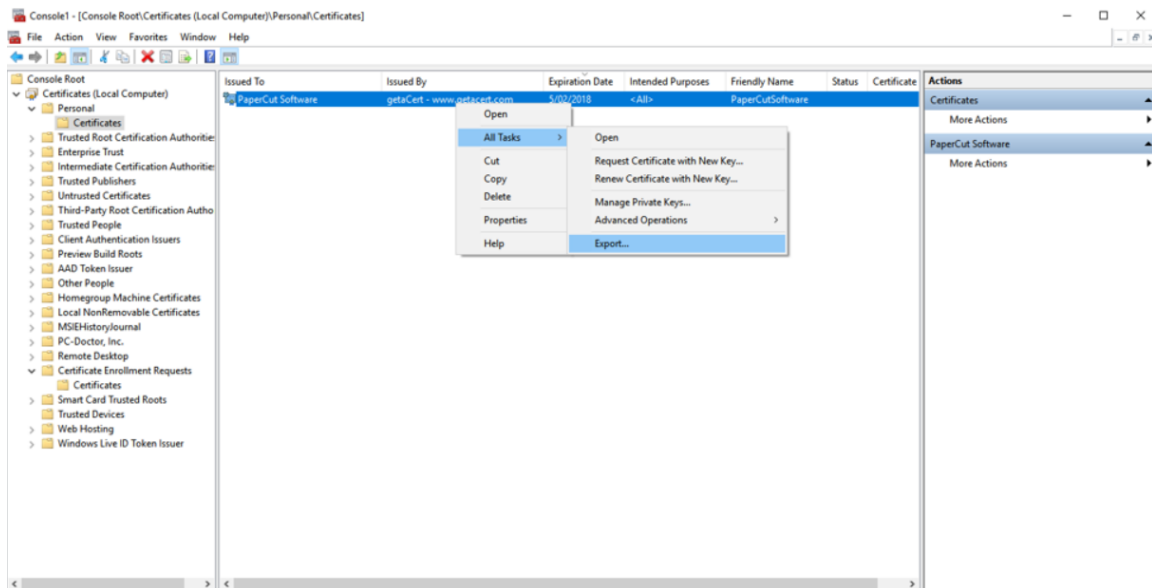 Console1 - [Console Root\Certificates (Local Computer)\Personal\Certificates]
File Action View Favorites Window Help
Console Root
Certificates (Local Computer)
Personal
Certificates
Trusted Root Certification Authorities
Enterprise Trust
Intermediate Certification Authorities
Trusted Publishers
Untrusted Certificates
Third-Party Root Certification Autho
Trusted People
Client Authentication Issuers
Preview Build Roots
AAD Token Issuer
Other People
Homegroup Machine Certificates
Local NonRemovable Certificates
MSIEHistoryJournal
PC-Doctor, Inc.
Remote Desktop
Certificate Enrollment Requests
Certificates
Smart Card Trusted Roots
Trusted Devices
Web Hosting
Windows Live ID Token Issuer
Issued To Issued By Expiration Date Intended Purposes Friendly Name Status Certificate
PaperCut Software getaCert - www.getacert.com 5/02/2018 <All> PaperCutSoftware
Open
All Tasks
Cut
Copy
Delete
Properties
Help
Open
Request Certificate with New Key...
Renew Certificate with New Key...
Manage Private Keys...
Advanced Operations
Export...
Actions
Certificates
More Actions
PaperCut Software
More Actions